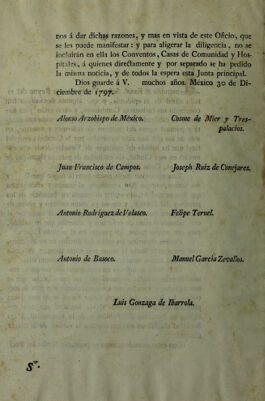 nos á dar dichas razones, y mas en vista de este Oficio, que
se les puede manifestar: y para aligerar la diligencia, no se
incluirán en ella los Conventos, Casas de Comunidad y Hos-
pitales, á quienes directamente y por separado se ha pedido
la misma noticia, y de todos la espera esta Junta principal.
Dios guarde á V. muchos años. México 30 de Di-
ciembre de 1797.
Alonso Arzobispo de México. Cosme de Mier y Tres-
palacios.
Juan Francisco de Campos. Joseph Ruiz de Conejares.
Antonio Rodriguez de Velasco. Felipe Teruel.
Antonio de Basoco. Manuel García Zevallos.
Luis Gonzaga de Ibarrola.
S.ʳ